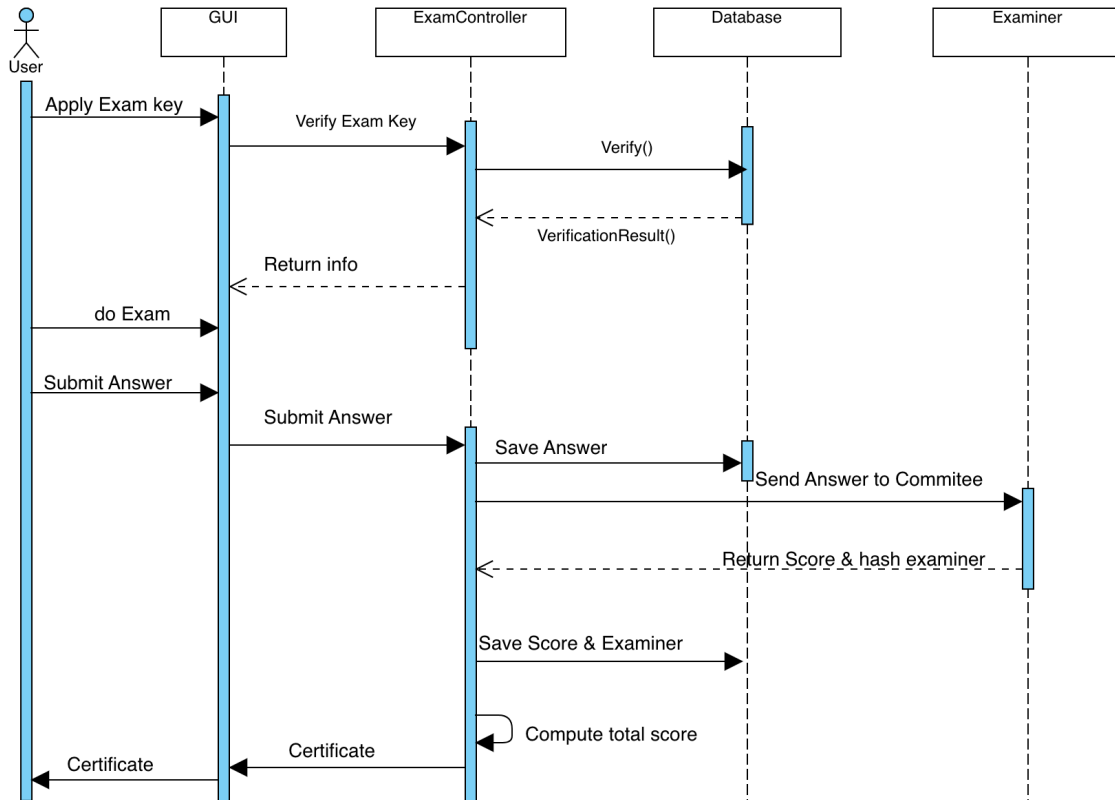 GUI
ExamController
Database
Examiner
User
Apply Exam key
Verify Exam Key
Verify()
VerificationResult()
Return info
do Exam
Submit Answer
Submit Answer
Save Answer
Send Answer to Commitee
Return Score & hash examiner
Save Score & Examiner
Compute total score
Certificate
Certificate